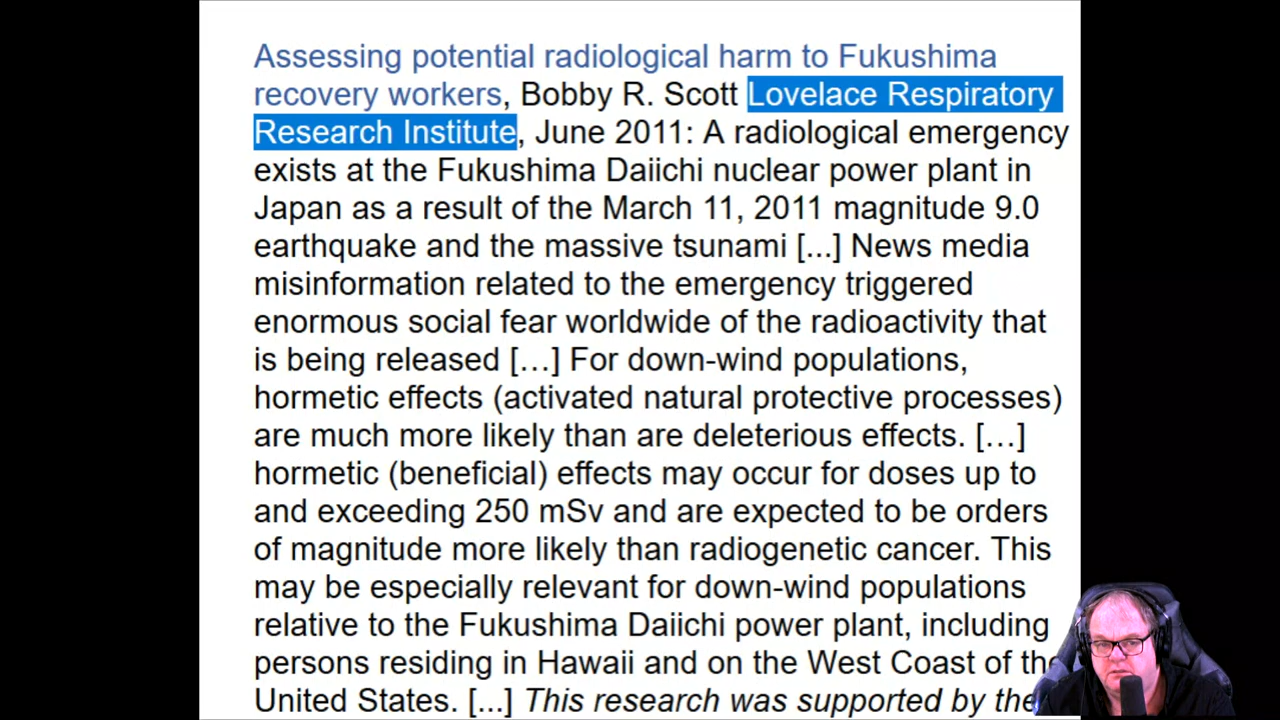 Assessing potential radiological harm to Fukushima
recovery workers, Bobby R. Scott Lovelace Respiratory
Research Institute, June 2011: A radiological emergency
exists at the Fukushima Daiichi nuclear power plant in
Japan as a result of the March 11, 2011 magnitude 9.0
earthquake and the massive tsunami [...] News media
misinformation related to the emergency triggered
enormous social fear worldwide of the radioactivity that
is being released […] For down-wind populations,
hormetic effects (activated natural protective processes)
are much more likely than are deleterious effects. […]
hormetic (beneficial) effects may occur for doses up to
and exceeding 250 mSv and are expected to be orders
of magnitude more likely than radiogenetic cancer. This
may be especially relevant for down-wind populations
relative to the Fukushima Daiichi power plant, including
persons residing in Hawaii and on the West Coast of the
United States. [...] This research was supported by the